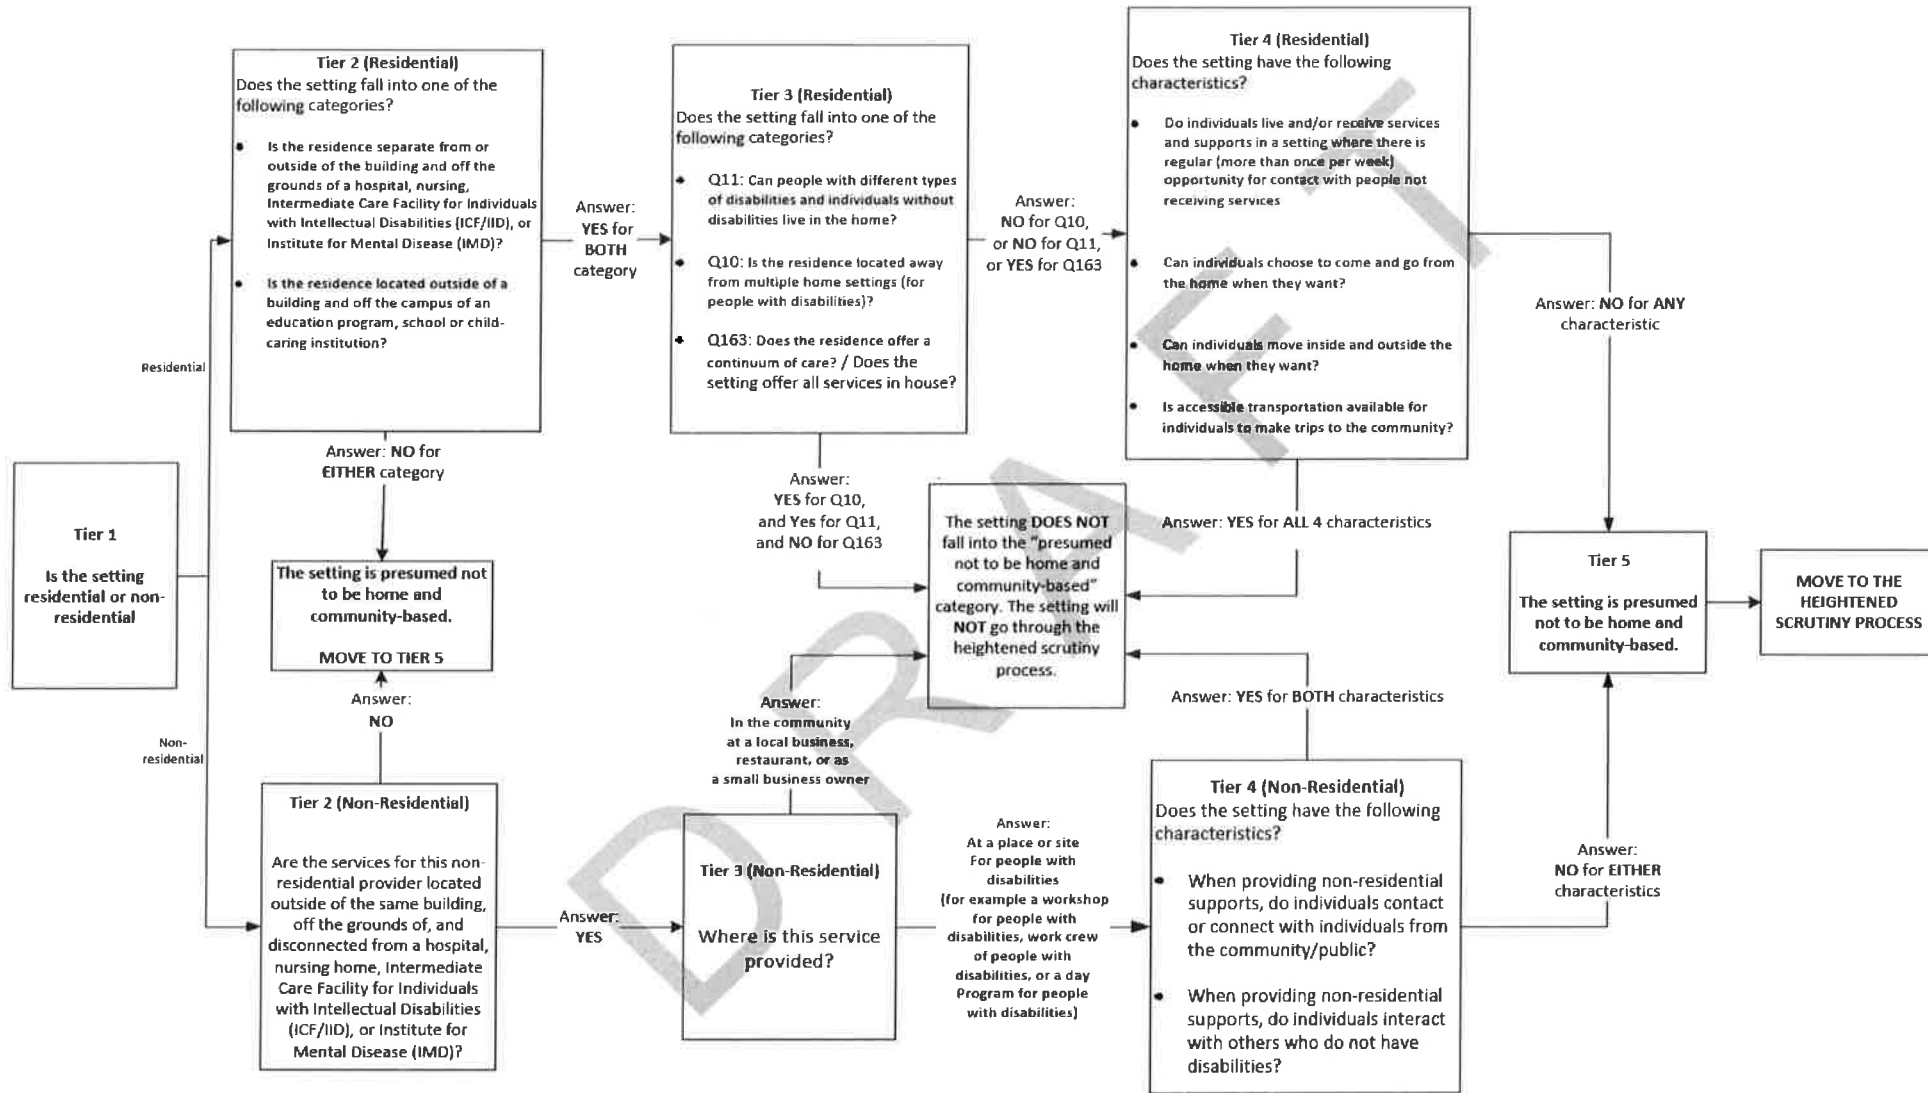 Tier 1
Is the setting
residential or non-
residential
Residential
Non-
residential
Tier 2 (Residential)
Does the setting fall into one of the
following categories?
• Is the residence separate from or
outside of the building and off the
grounds of a hospital, nursing,
Intermediate Care Facility for Individuals
with Intellectual Disabilities (ICF/IID), or
Institute for Mental Disease (IMD)?
• Is the residence located outside of a
building and off the campus of an
education program, school or child-
caring institution?
Answer:
YES for
BOTH
category
Answer: NO for
EITHER category
The setting is presumed not
to be home and
community-based.
MOVE TO TIER 5
Answer:
NO
Tier 2 (Non-Residential)
Are the services for this non-
residential provider located
outside of the same building,
off the grounds of, and
disconnected from a hospital,
nursing home, Intermediate
Care Facility for Individuals
with Intellectual Disabilities
(ICF/IID), or Institute for
Mental Disease (IMD)?
Answer:
YES
Tier 3 (Residential)
Does the setting fall into one of the
following categories?
• Q11: Can people with different types
of disabilities and individuals without
disabilities live in the home?
• Q10: Is the residence located away
from multiple home settings (for
people with disabilities)?
• Q163: Does the residence offer a
continuum of care? / Does the
setting offer all services in house?
Answer:
NO for Q10,
or NO for Q11,
or YES for Q163
Answer:
YES for Q10,
and Yes for Q11,
and NO for Q163
The setting DOES NOT
fall into the "presumed
not to be home and
community-based"
category. The setting will
NOT go through the
heightened scrutiny
process.
Answer:
In the community
at a local business,
restaurant, or as
a small business owner
Tier 3 (Non-Residential)
Where is this service
provided?
Answer:
At a place or site
For people with
disabilities
(for example a workshop
for people with
disabilities, work crew
of people with
disabilities, or a day
Program for people
with disabilities)
Tier 4 (Residential)
Does the setting have the following
characteristics?
• Do individuals live and/or receive services
and supports in a setting where there is
regular (more than once per week)
opportunity for contact with people not
receiving services
• Can individuals choose to come and go from
the home when they want?
• Can individuals move inside and outside the
home when they want?
• Is accessible transportation available for
individuals to make trips to the community?
Answer: YES for ALL 4 characteristics
Answer: NO for ANY
characteristic
Answer: YES for BOTH characteristics
Tier 4 (Non-Residential)
Does the setting have the following
characteristics?
• When providing non-residential
supports, do individuals contact
or connect with individuals from
the community/public?
• When providing non-residential
supports, do individuals interact
with others who do not have
disabilities?
Answer:
NO for EITHER
characteristics
Tier 5
The setting is presumed
not to be home and
community-based.
MOVE TO THE
HEIGHTENED
SCRUTINY PROCESS
DRAFT